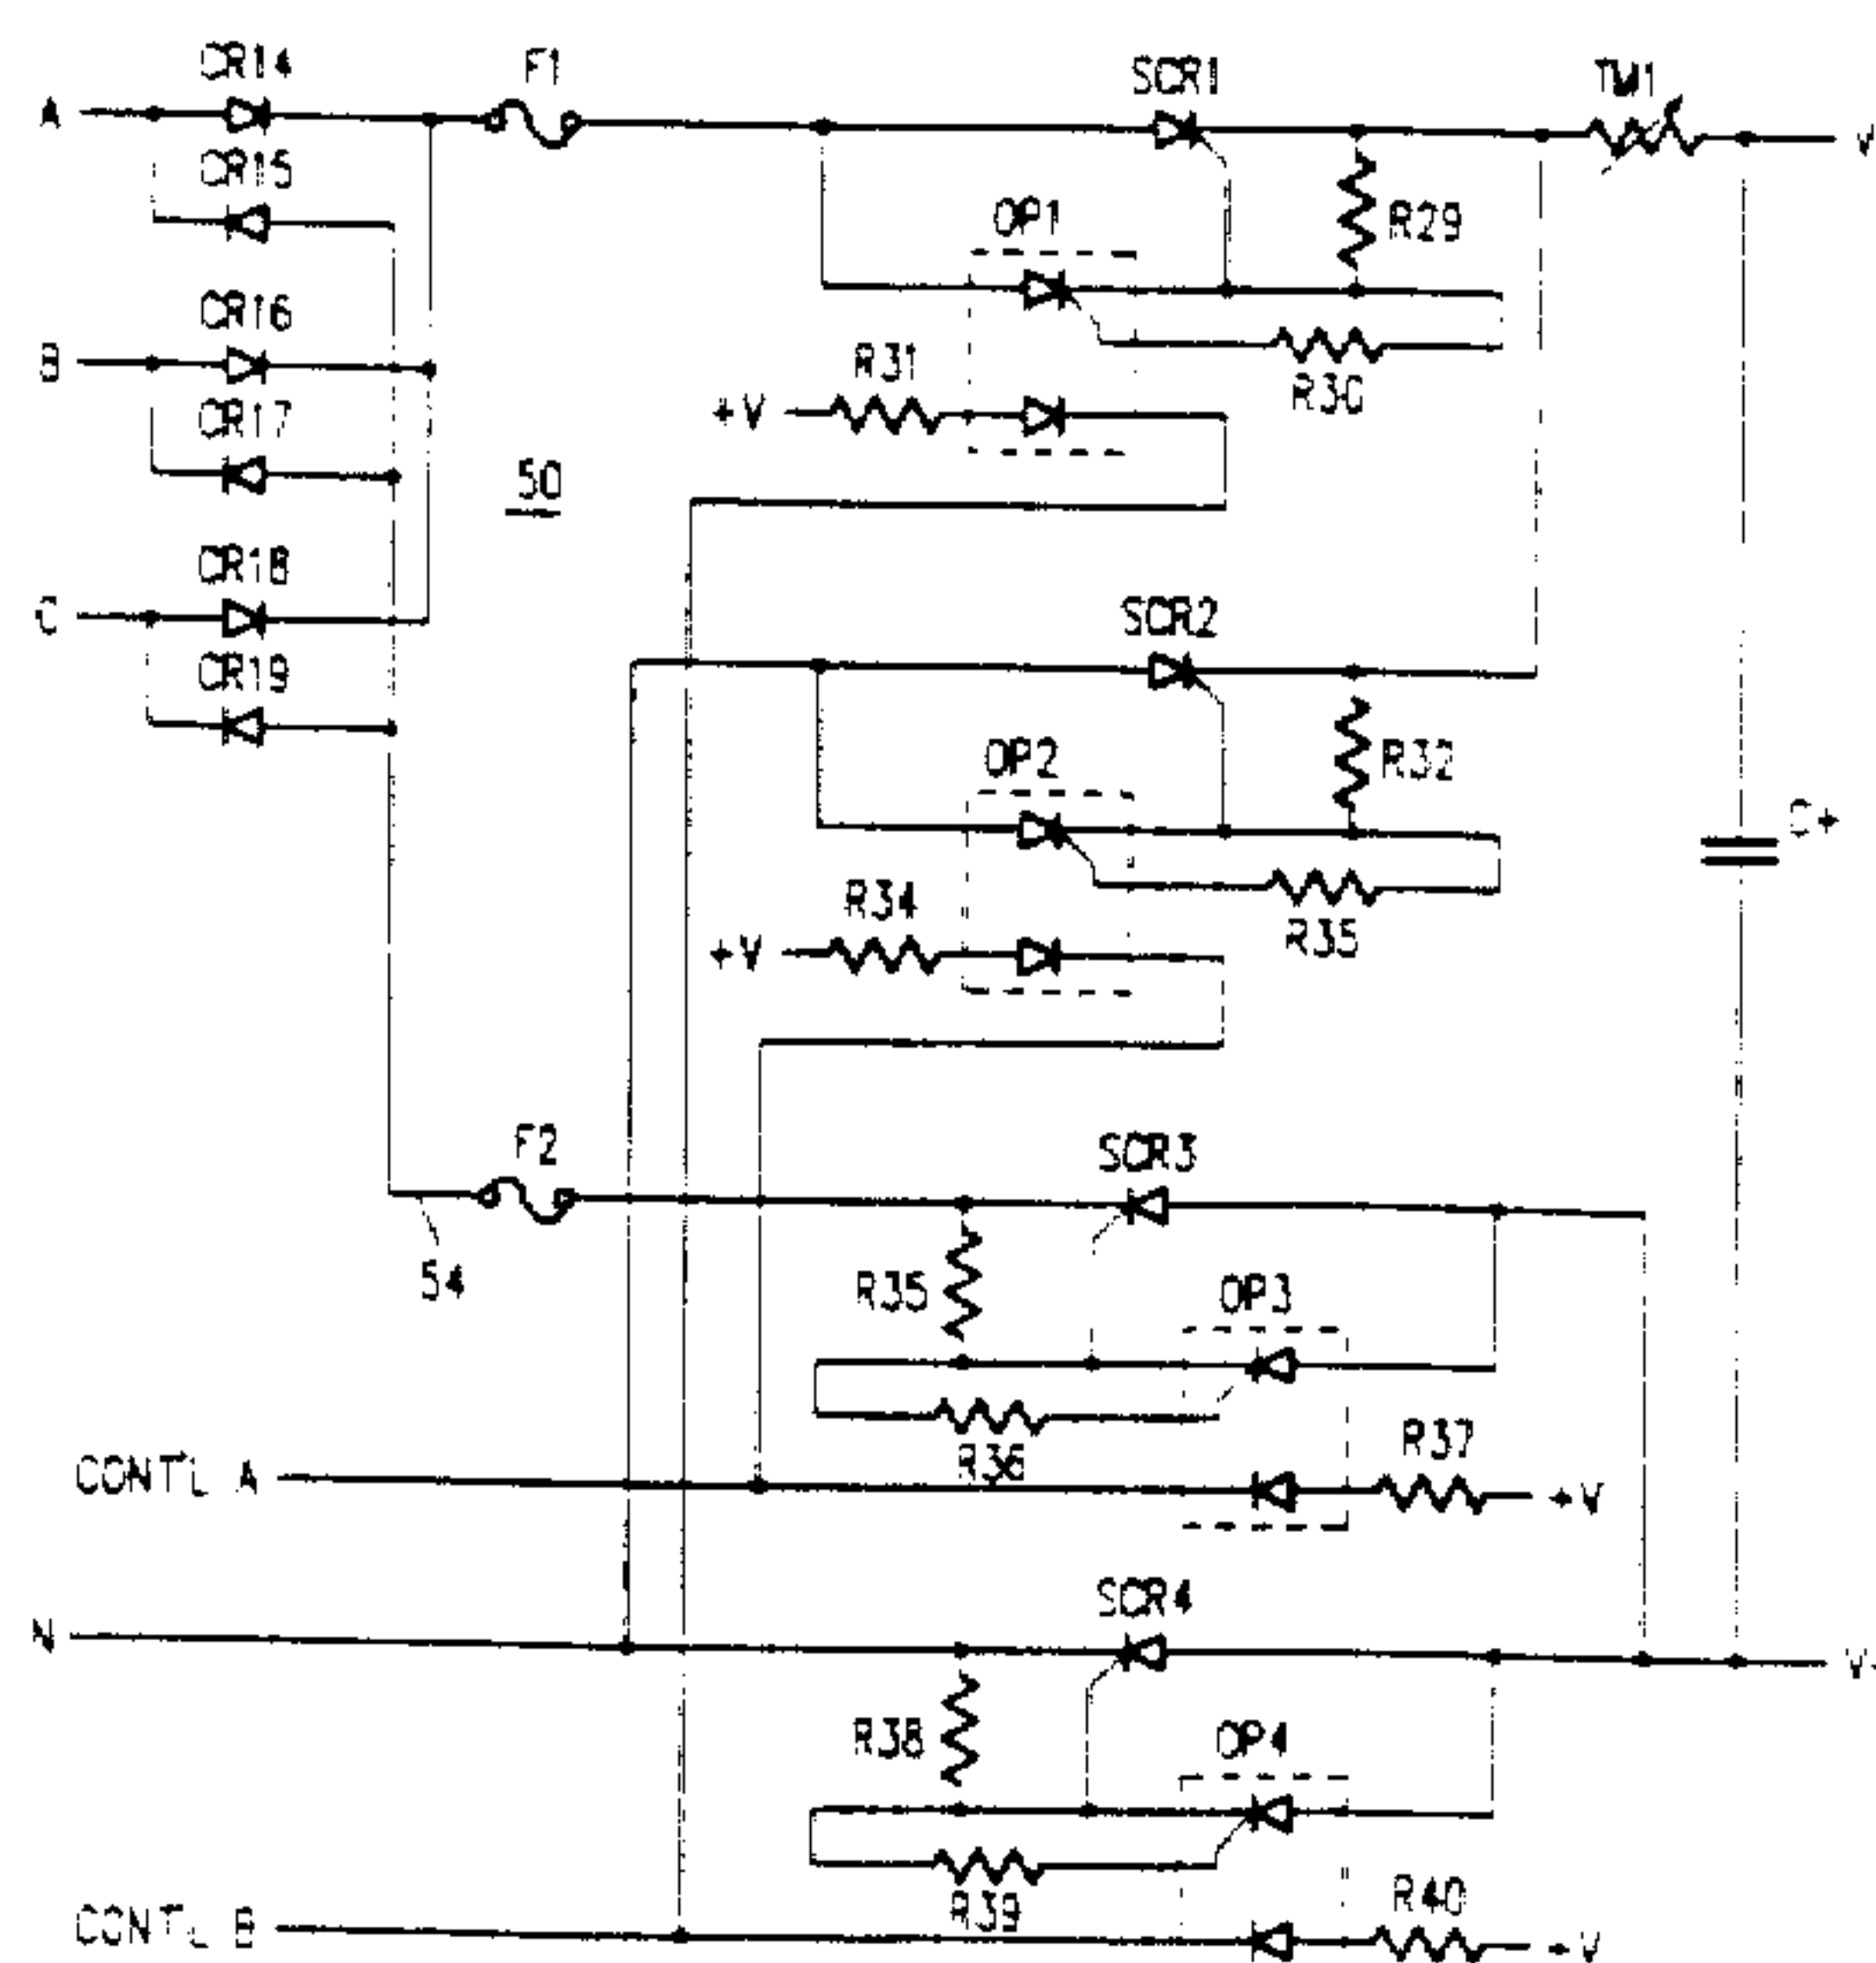 CR14
F1
SCR1
TM1
A
V
CR15
OP1
R29
CR16
B
R31
R30
+V
CR17
50
CR18
C
SCR2
CR19
OP2
R32
C+
R34
R35
+V
F2
SCR3
54
R35
OP3
R37
CONTL A
R36
+V
SCR4
N
V-
R38
OP4
R40
R39
CONTL B
+V